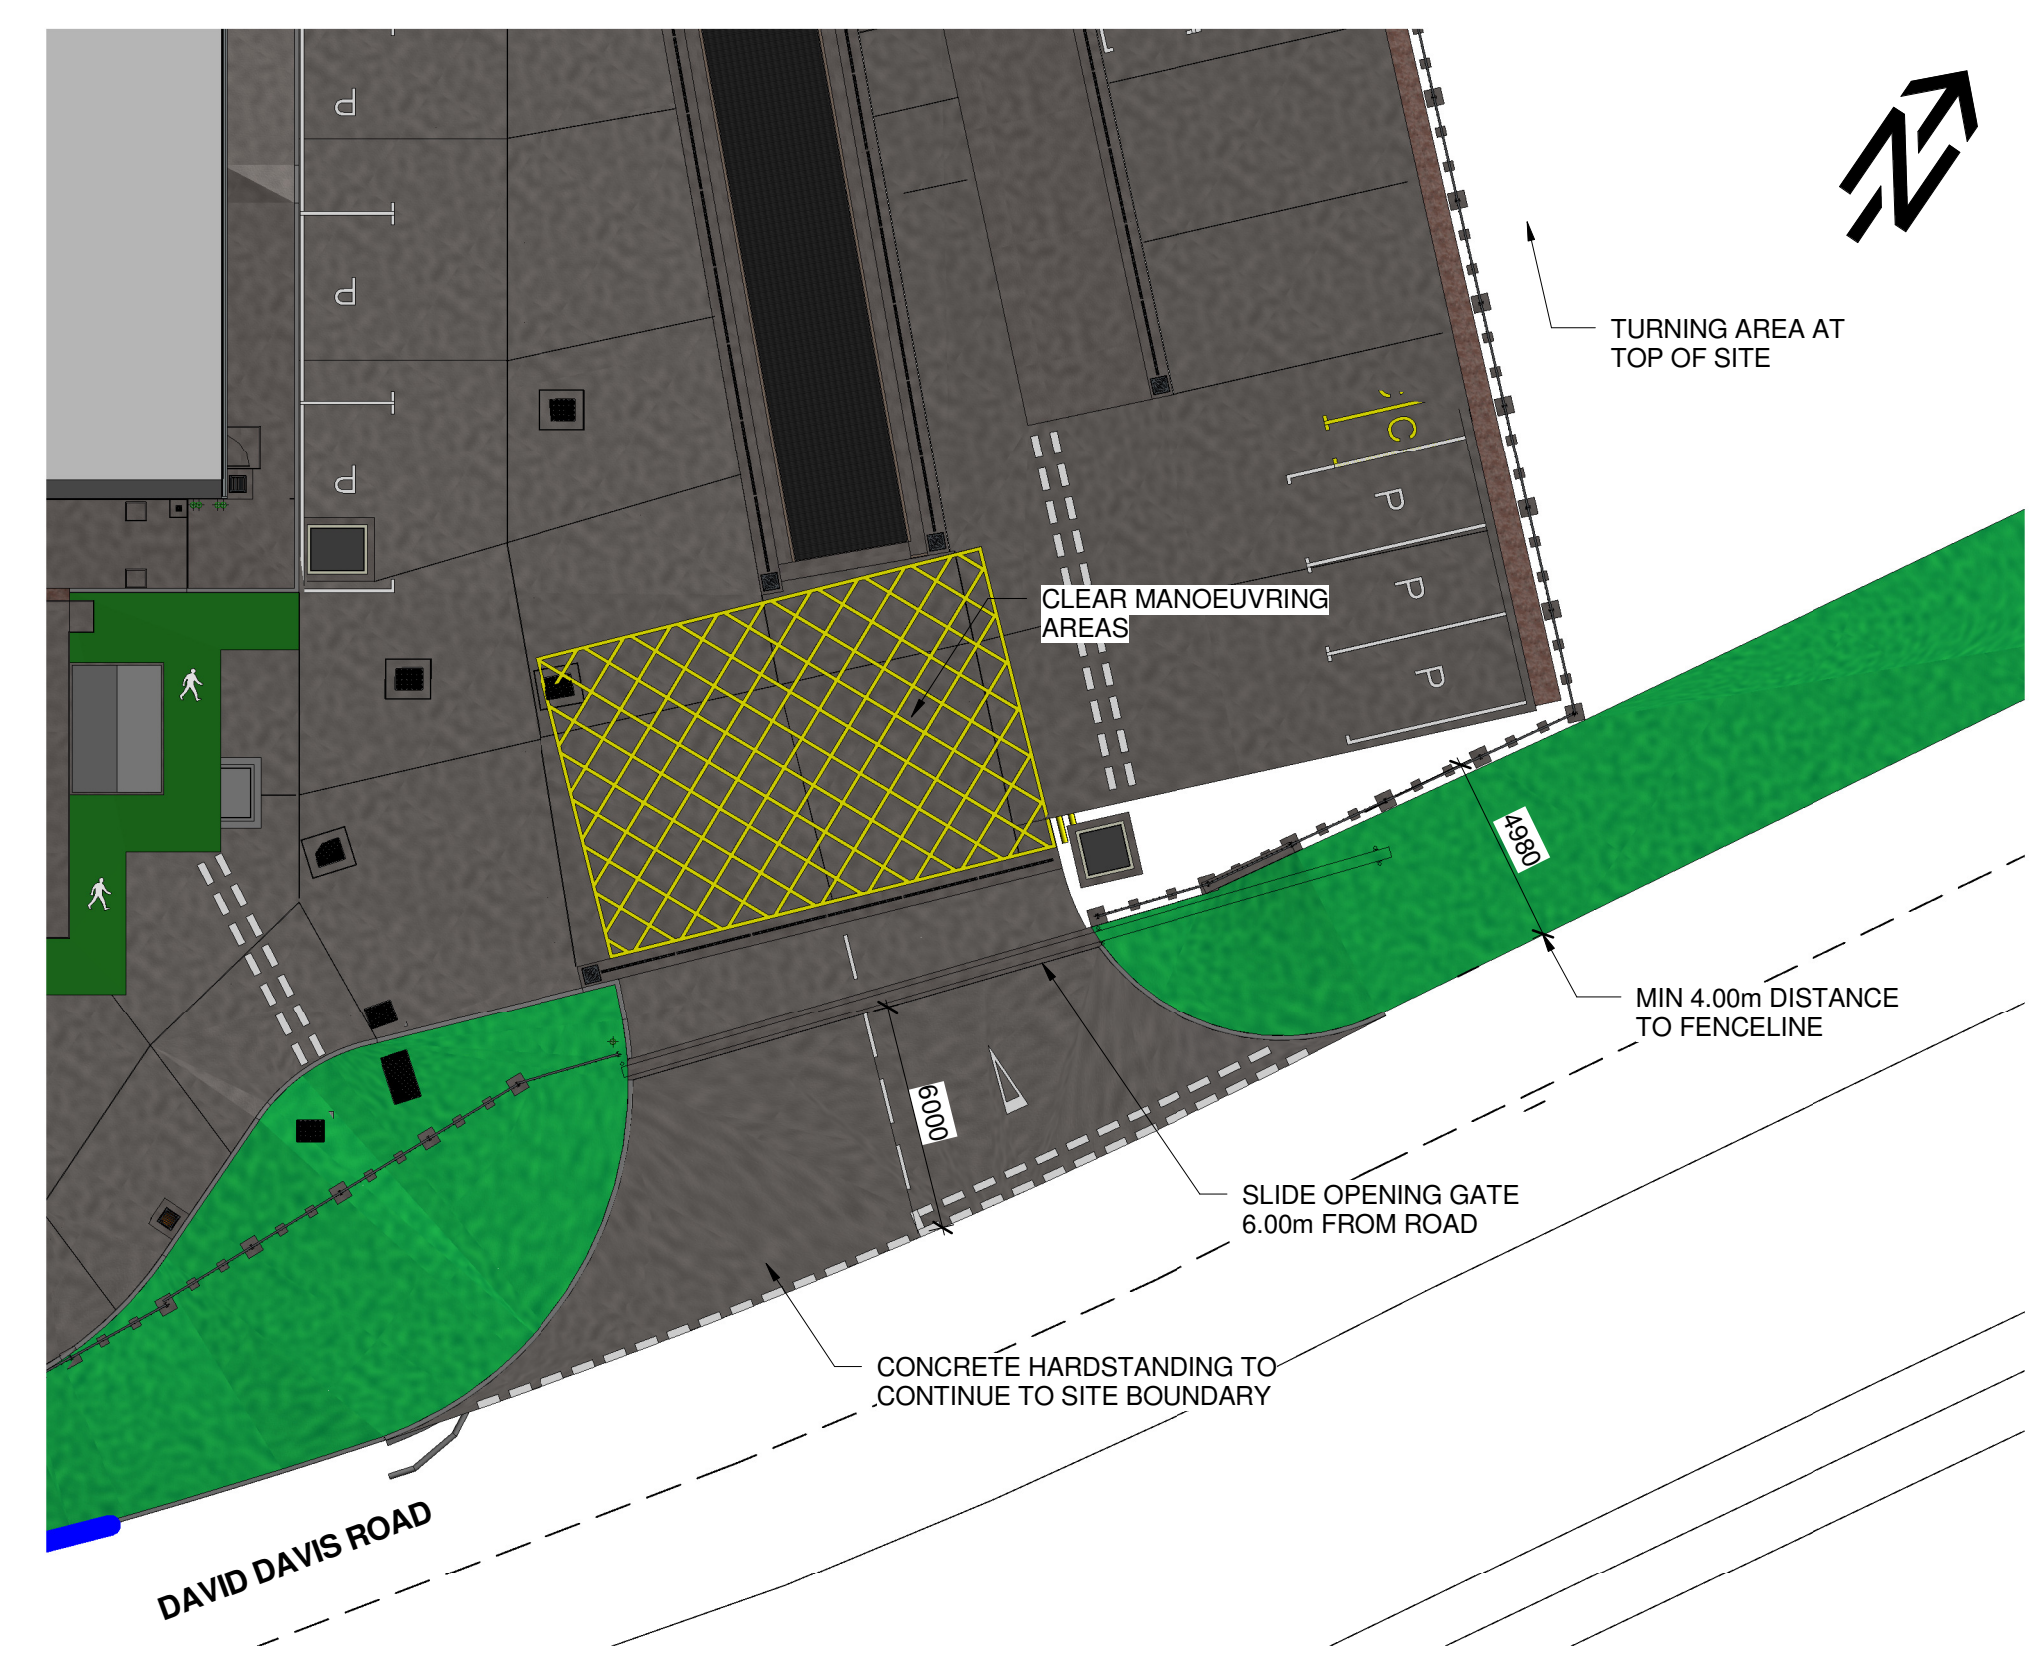 P
P
P
C
P
P
P
N
TURNING AREA AT
TOP OF SITE
CLEAR MANOEUVRING
AREAS
4980
MIN 4.00m DISTANCE
TO FENCELINE
6000
SLIDE OPENING GATE
6.00m FROM ROAD
CONCRETE HARDSTANDING TO
CONTINUE TO SITE BOUNDARY
DAVID DAVIS ROAD